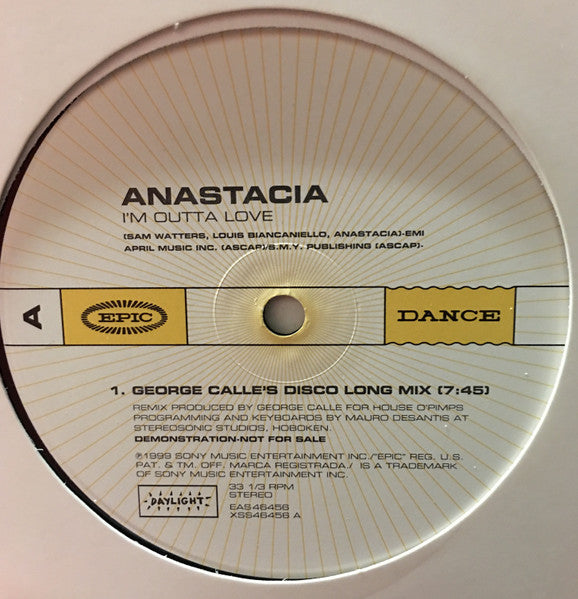 ANASTACIA
I'M OUTTA LOVE
(SAM WATTERS, LOUIS BIANCANIELLO, ANASTACIA)-EMI
APRIL MUSIC INC. (ASCAP)/S.M.Y. PUBLISHING (ASCAP)-
A
EPIC
DANCE
1. GEORGE CALLE'S DISCO LONG MIX (7:45)
REMIX PRODUCED BY GEORGE CALLE FOR HOUSE O'PIMPS
PROGRAMMING AND KEYBOARDS BY MAURO DESANTIS AT
STEREOSONIC STUDIOS, HOBOKEN.
DEMONSTRATION-NOT FOR SALE
℗1999 SONY MUSIC ENTERTAINMENT INC./"EPIC" REG. U.S.
PAT. & TM. OFF. MARCA REGISTRADA/ IS A TRADEMARK
OF SONY MUSIC ENTERTAINMENT INC.
DAYLIGHT
33 1/3 RPM
STEREO
EAS46456
XSS46456 A